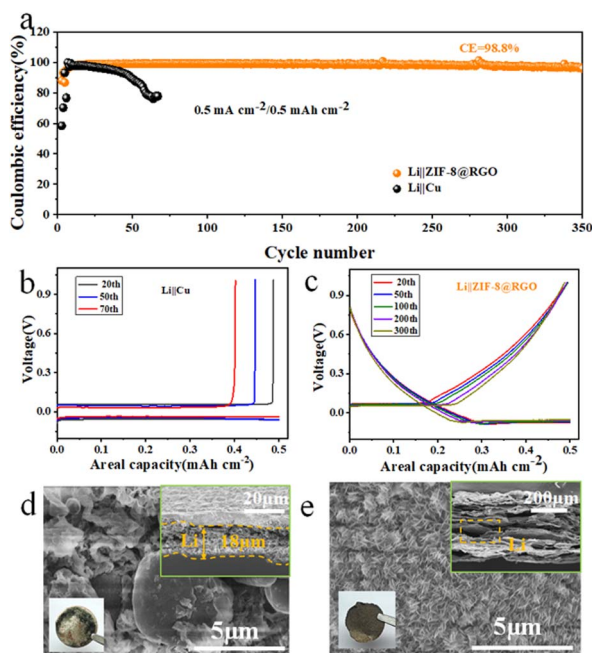 a
120
100
80
60
40
20
0
Coulombic efficiency(%)
CE=98.8%
0.5 mA cm⁻²/0.5 mAh cm⁻²
Li||ZIF-8@RGO
Li||Cu
0 50 100 150 200 250 300 350
Cycle number
b
Li||Cu
20th
50th
70th
0.9
0.6
0.3
0.0
Voltage(V)
0.0 0.1 0.2 0.3 0.4 0.5
Areal capacity(mAh cm⁻²)
c
Li||ZIF-8@RGO
20th
50th
100th
200th
300th
0.9
0.6
0.3
0.0
Voltage(V)
0.0 0.1 0.2 0.3 0.4 0.5
Areal capacity(mAh cm⁻²)
d
20μm
Li 18μm
5μm
e
200μm
Li
5μm